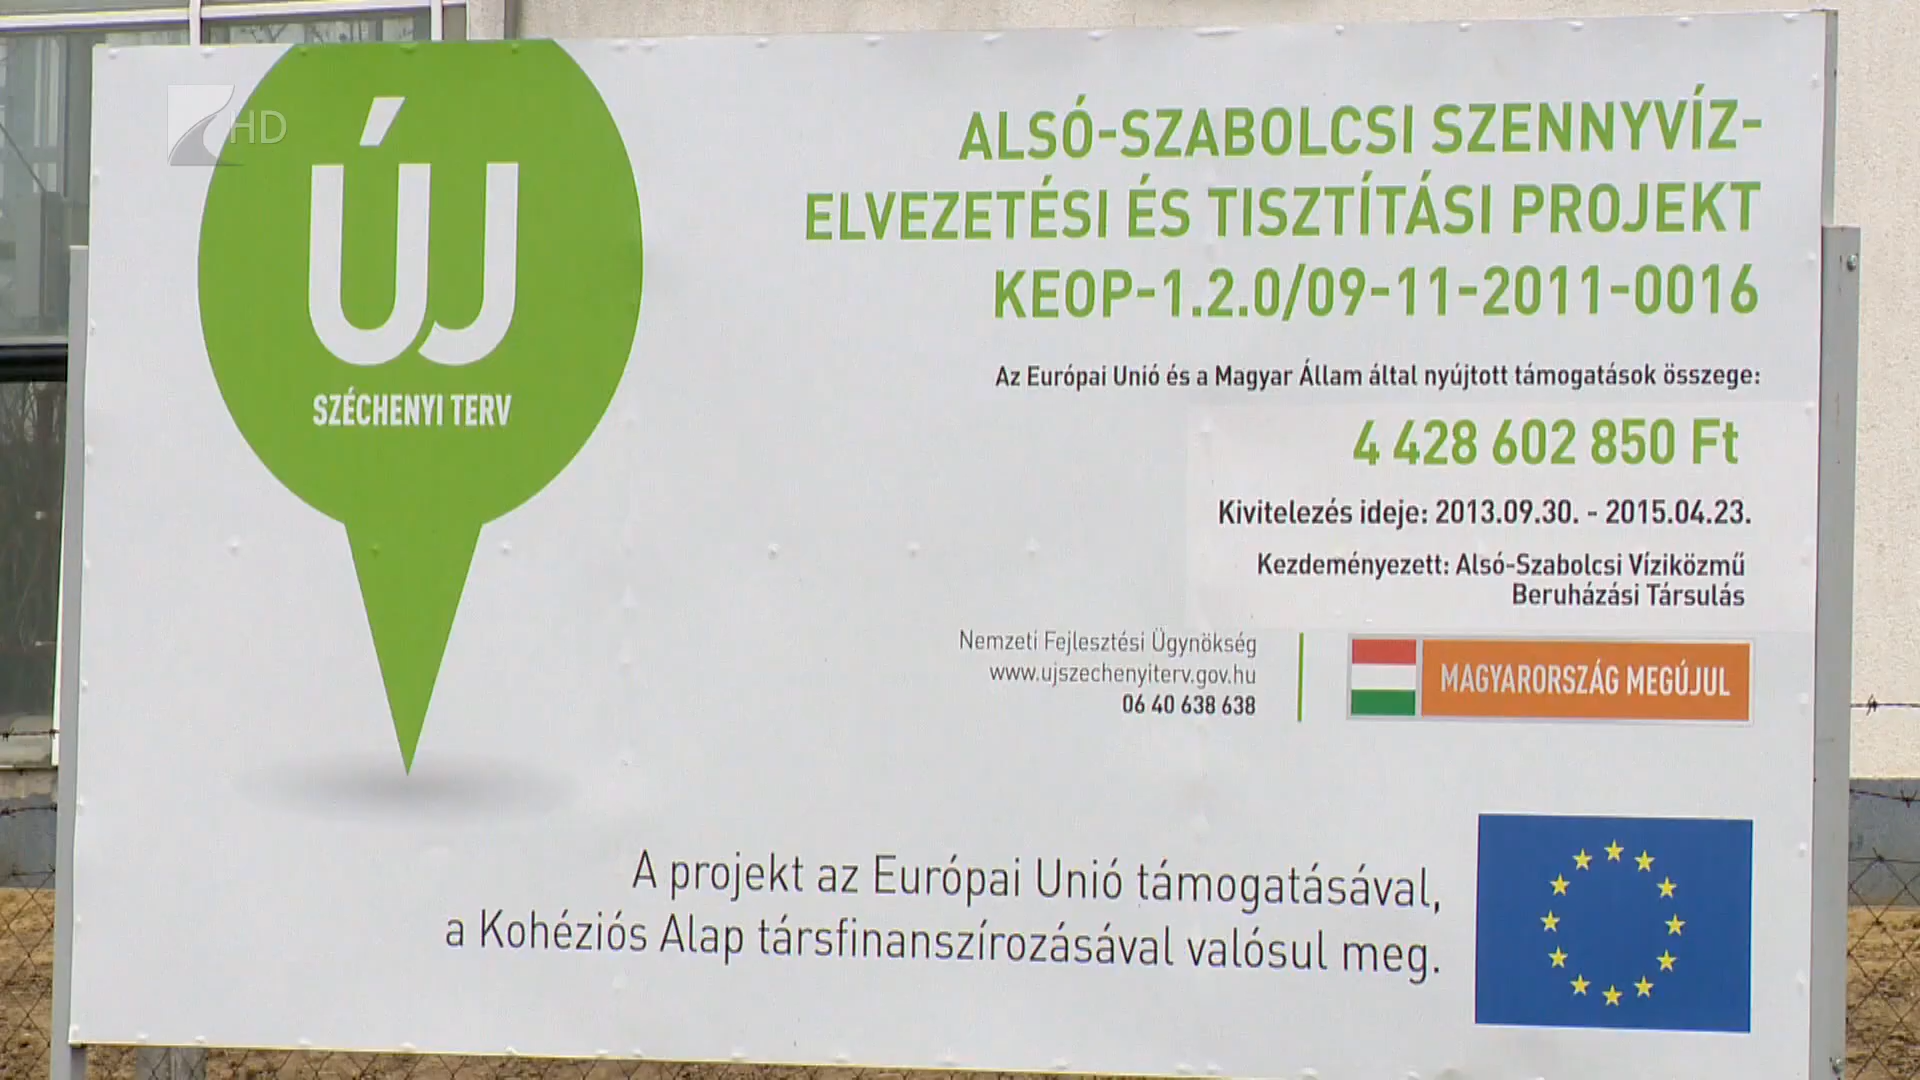 HD
ÚJ
SZÉCHENYI TERV
ALSÓ-SZABOLCSI SZENNYVÍZ-
ELVEZETÉSI ÉS TISZTÍTÁSI PROJEKT
KEOP-1.2.0/09-11-2011-0016
Az Európai Unió és a Magyar Állam által nyújtott támogatások összege:
4 428 602 850 Ft
Kivitelezés ideje: 2013.09.30. - 2015.04.23.
Kezdeményezett: Alsó-Szabolcsi Víziközmű
Beruházási Társulás
Nemzeti Fejlesztési Ügynökség
www.ujszechenyiterv.gov.hu
06 40 638 638
MAGYARORSZÁG MEGÚJUL
A projekt az Európai Unió támogatásával,
a Kohéziós Alap társfinanszírozásával valósul meg.